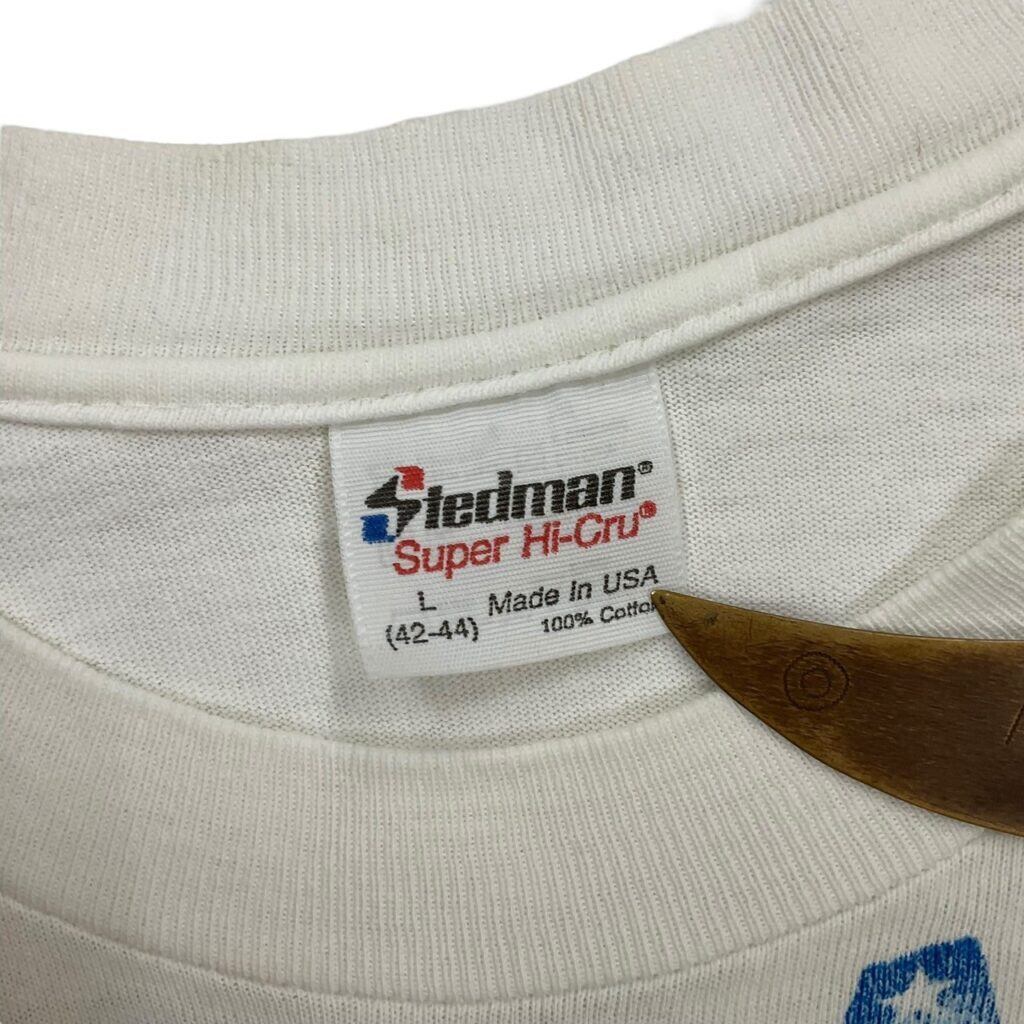 Stedman®
Super Hi-Cru®
L
(42-44)
Made In USA
100% Cotton